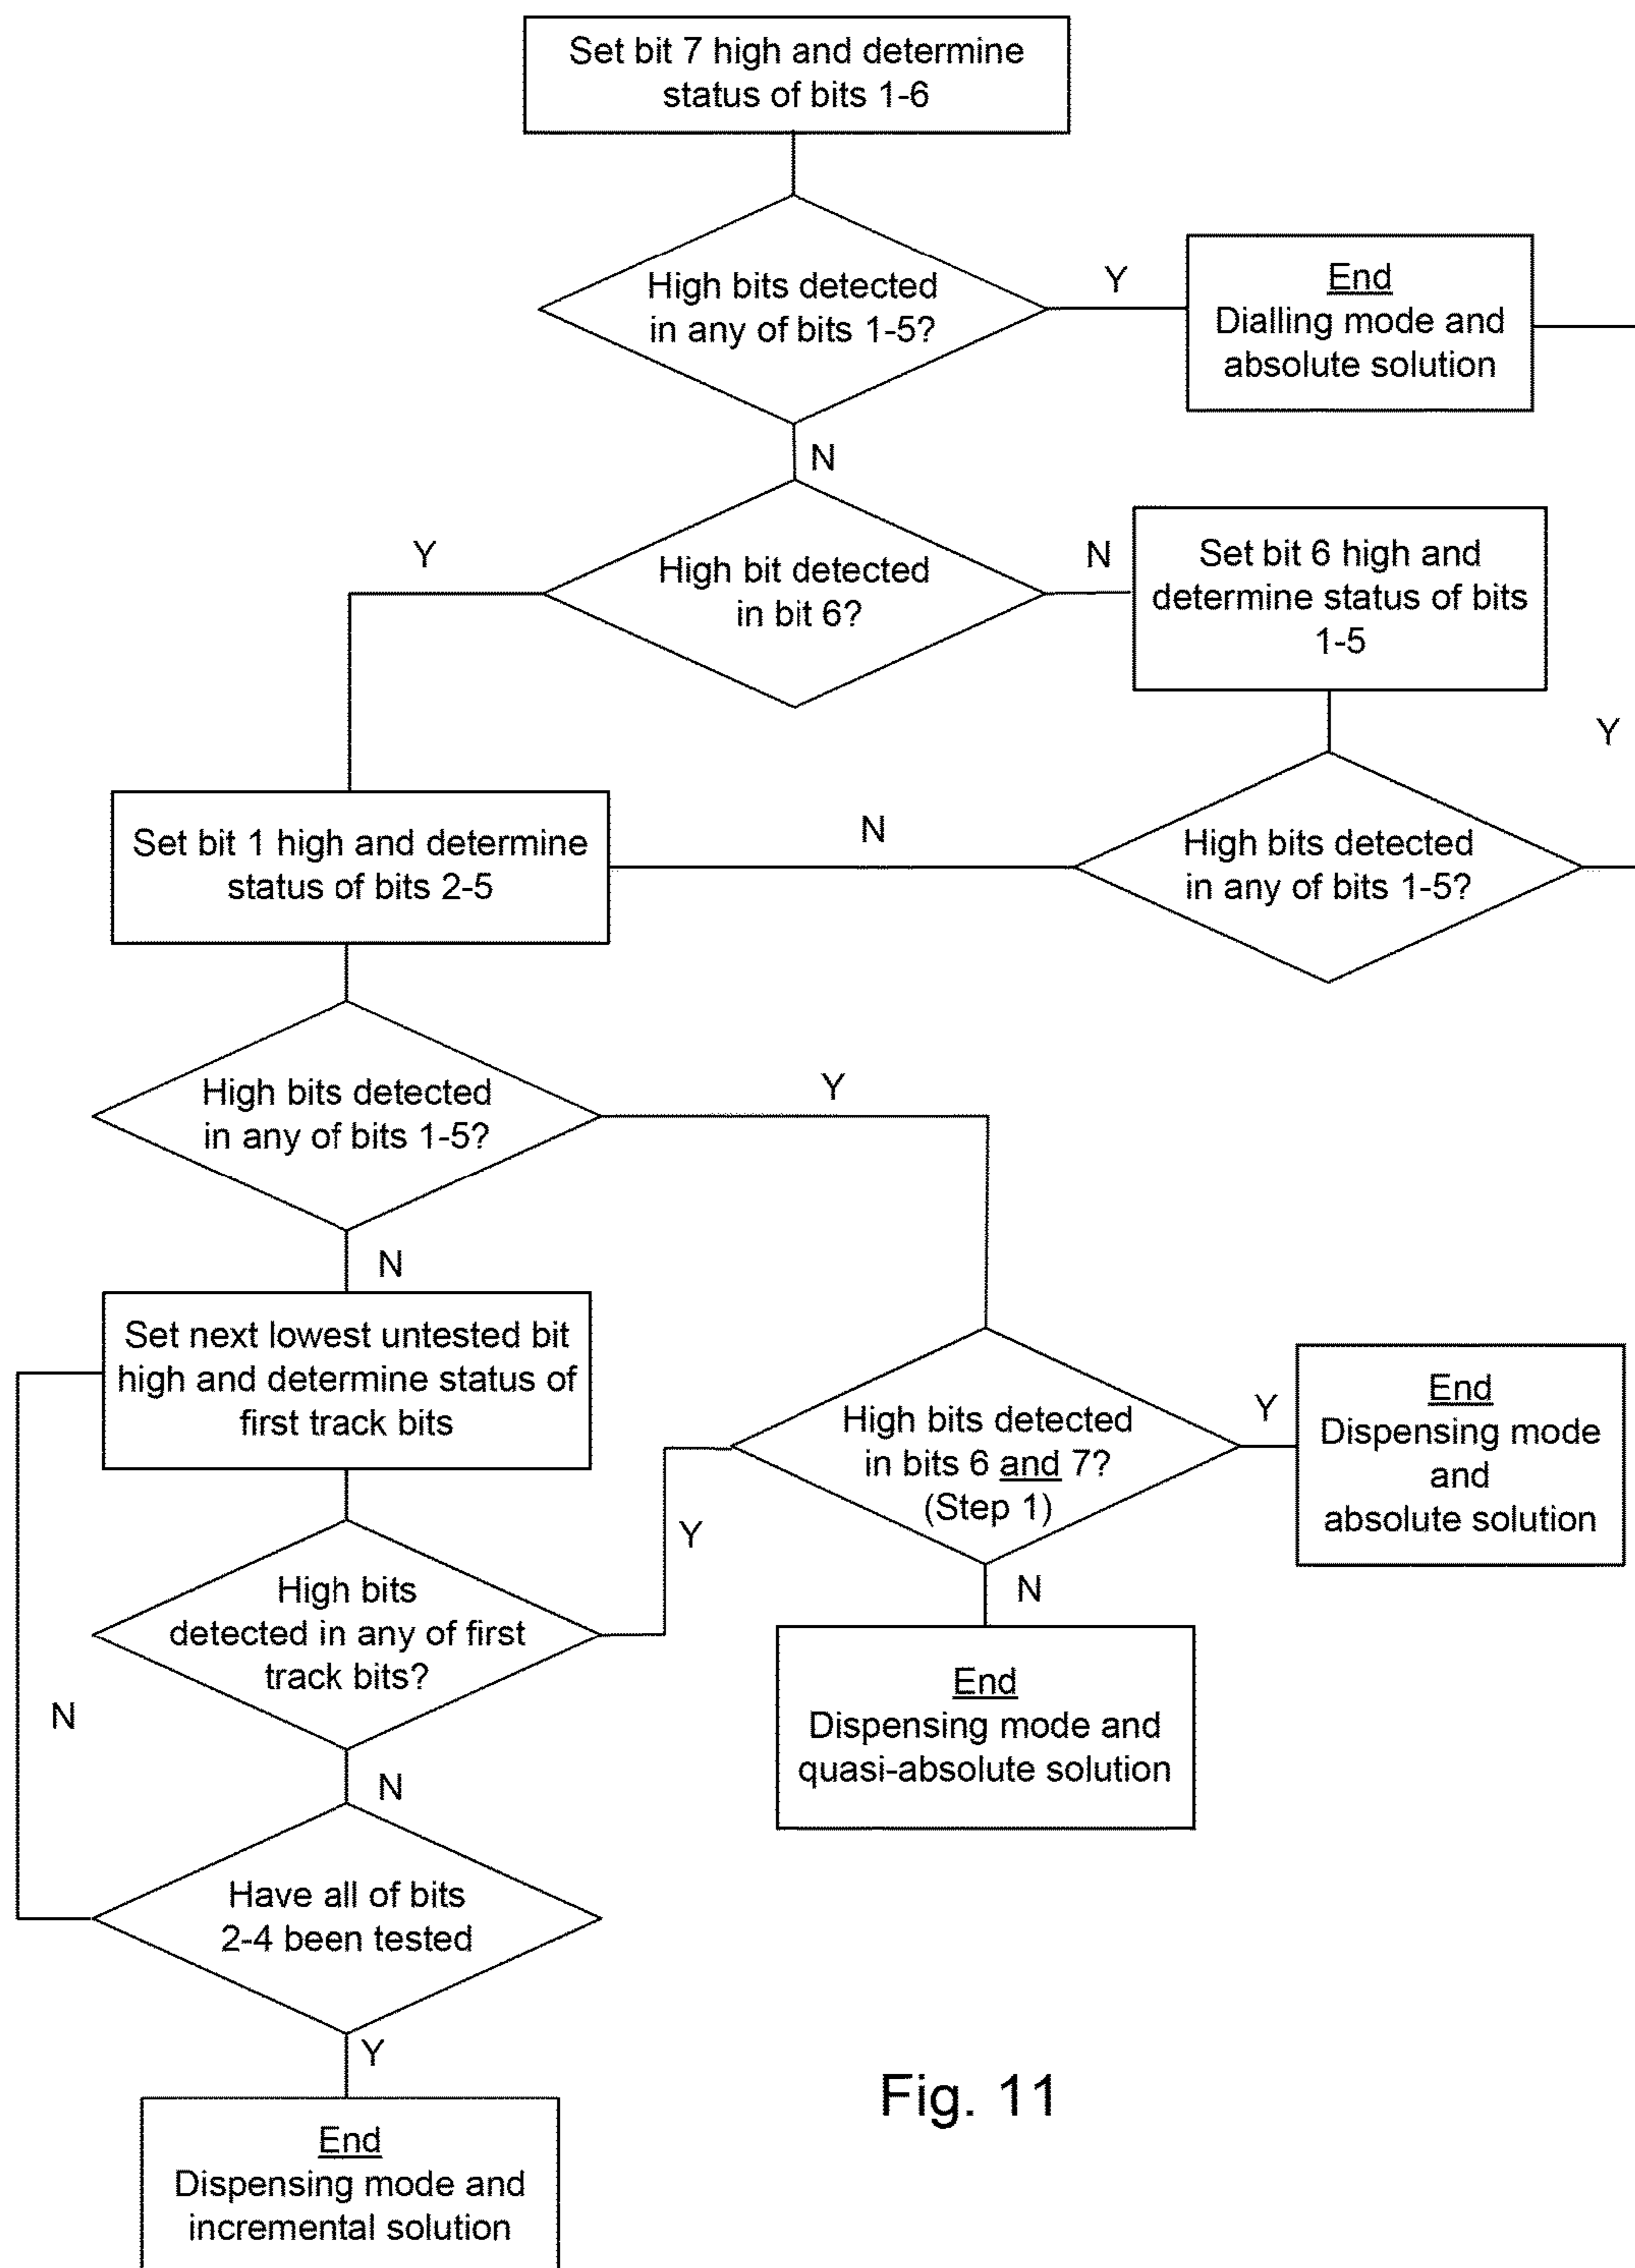 Set bit 7 high and determine
status of bits 1-6
High bits detected
in any of bits 1-5?
Y
End
Dialling mode and
absolute solution
N
High bit detected
in bit 6?
Y
N
Set bit 6 high and
determine status of bits
1-5
Y
High bits detected
in any of bits 1-5?
N
Set bit 1 high and determine
status of bits 2-5
High bits detected
in any of bits 1-5?
Y
N
Set next lowest untested bit
high and determine status of
first track bits
High bits detected
in bits 6 and 7?
(Step 1)
Y
End
Dispensing mode
and
absolute solution
N
End
Dispensing mode and
quasi-absolute solution
High bits
detected in any of first
track bits?
Y
N
N
Have all of bits
2-4 been tested
Y
End
Dispensing mode and
incremental solution
Fig. 11